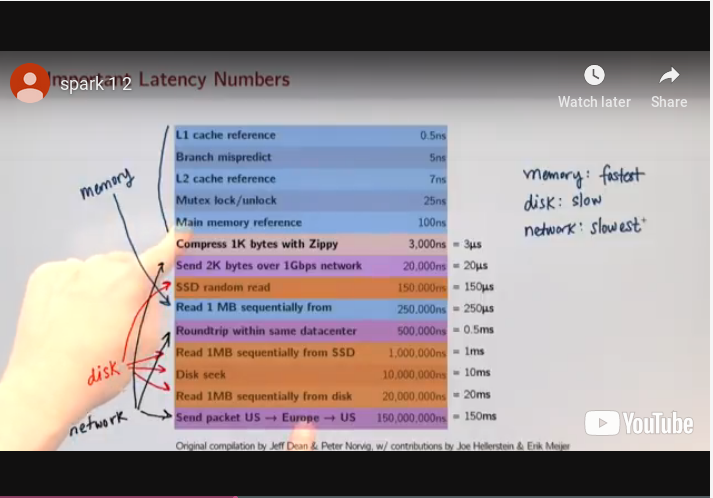 Important Latency Numbers
spark 1 2
Watch later
Share
L1 cache reference 0.5ns
Branch mispredict 5ns
L2 cache reference 7ns
Mutex lock/unlock 25ns
Main memory reference 100ns
Compress 1K bytes with Zippy 3,000ns = 3µs
Send 2K bytes over 1Gbps network 20,000ns = 20µs
SSD random read 150,000ns = 150µs
Read 1 MB sequentially from 250,000ns = 250µs
Roundtrip within same datacenter 500,000ns = 0.5ms
Read 1MB sequentially from SSD 1,000,000ns = 1ms
Disk seek 10,000,000ns = 10ms
Read 1MB sequentially from disk 20,000,000ns = 20ms
Send packet US → Europe → US 150,000,000ns = 150ms
memory
disk
network
memory: fastest
disk: slow
network: slowest
Original compilation by Jeff Dean & Peter Norvig, w/ contributions by Joe Hellerstein & Erik Meijer
YouTube